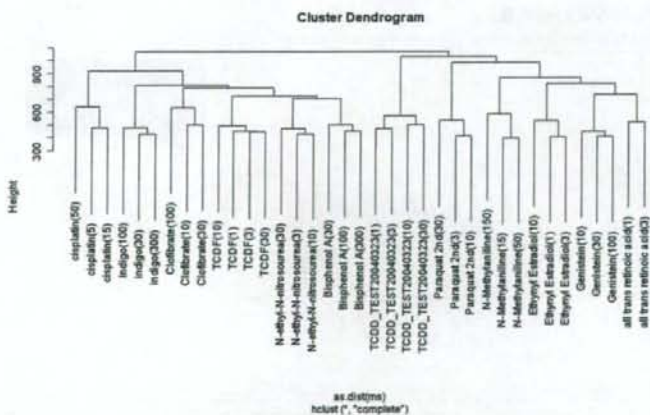 Cluster Dendrogram
Height
900
600
300
cisplatin(50)
cisplatin(5)
cisplatin(15)
Indigo(100)
indigo(30)
indigo(300)
Clofibrate(100)
Clofibrate(10)
Clofibrate(30)
TCDF(10)
TCDF(1)
TCDF(3)
TCDF(30)
N-ethyl-N-nitrosourea(30)
N-ethyl-N-nitrosourea(3)
N-ethyl-N-nitrosourea(10)
Bisphenol A(30)
Bisphenol A(100)
Bisphenol A(300)
TCDD_TEST20040323(1)
TCDD_TEST20040323(3)
TCDD_TEST20040323(10)
TCDD_TEST20040323(30)
Paraquat 2nd(30)
Paraquat 2nd(3)
Paraquat 2nd(10)
N-Methylaniline(150)
N-Methylaniline(15)
N-Methylaniline(50)
Ethynyl Estradiol(10)
Ethynyl Estradiol(1)
Ethynyl Estradiol(3)
Genistein(10)
Genistein(30)
Genistein(100)
all trans retinoic acid(1)
all trans retinoic acid(3)
as.dist(ms)
hclust (*, "complete")